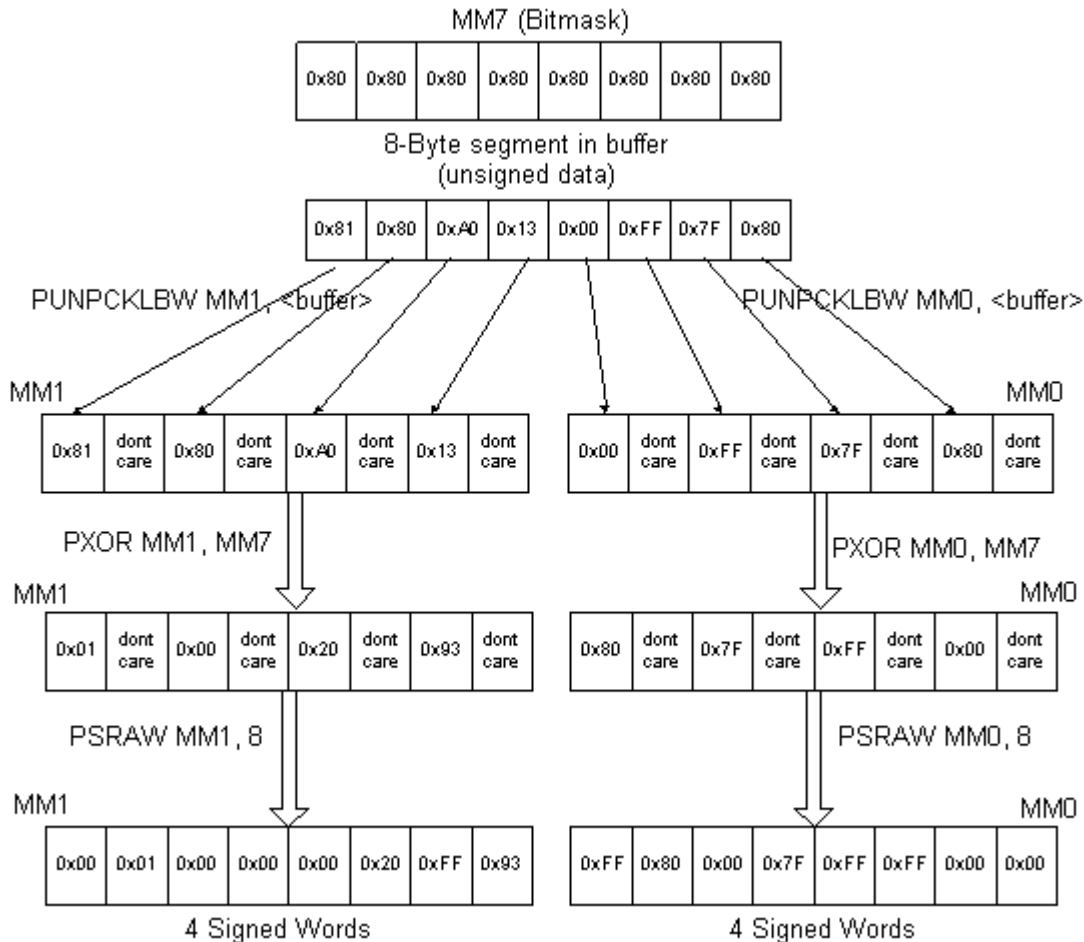 MM7 (Bitmask)
0x80 0x80 0x80 0x80 0x80 0x80 0x80 0x80
8-Byte segment in buffer
(unsigned data)
0x81 0x80 0xA0 0x13 0x00 0xFF 0x7F 0x80
PUNPCKLBW MM1, <buffer> PUNPCKLBW MM0, <buffer>
MM1 MM0
0x81 dont care 0x80 dont care 0xA0 dont care 0x13 dont care 0x00 dont care 0xFF dont care 0x7F dont care 0x80 dont care
PXOR MM1, MM7 PXOR MM0, MM7
MM1 MM0
0x01 dont care 0x00 dont care 0x20 dont care 0x93 dont care 0x80 dont care 0x7F dont care 0xFF dont care 0x00 dont care
PSRAW MM1, 8 PSRAW MM0, 8
MM1 MM0
0x00 0x01 0x00 0x00 0x00 0x20 0xFF 0x93 0xFF 0x80 0x00 0x7F 0xFF 0xFF 0x00 0x00
4 Signed Words 4 Signed Words